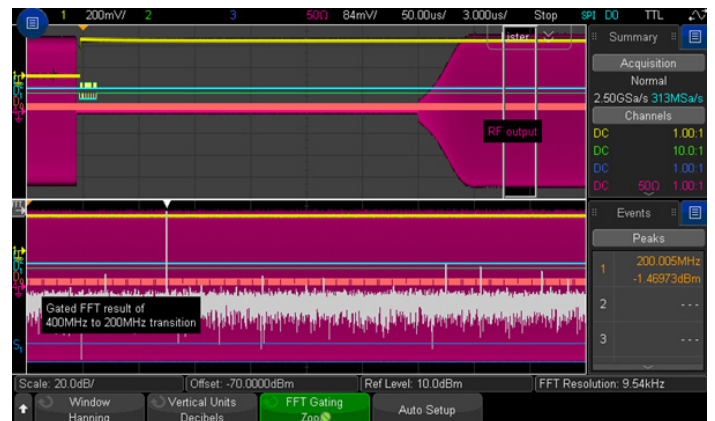 1 200mV/ 2 3 50Ω 84mV/ 50.00us/ 3.000us/ Stop SPI D0 TTL
Lister
Summary
Acquisition
Normal
2.50GSa/s 313MSa/s
Channels
DC 1.00:1
DC 10.0:1
DC 1.00:1
DC 50Ω 1.00:1
RF output
Events
Peaks
1 200.005MHz
-1.46973dBm
2 ---
3 ---
Gated FFT result of
400MHz to 200MHz transition
S1
Scale: 20.0dB/ Offset: -70.0000dBm Ref Level: 10.0dBm FFT Resolution: 9.54kHz
Window
Hanning
Vertical Units
Decibels
FFT Gating
Zoom
Auto Setup